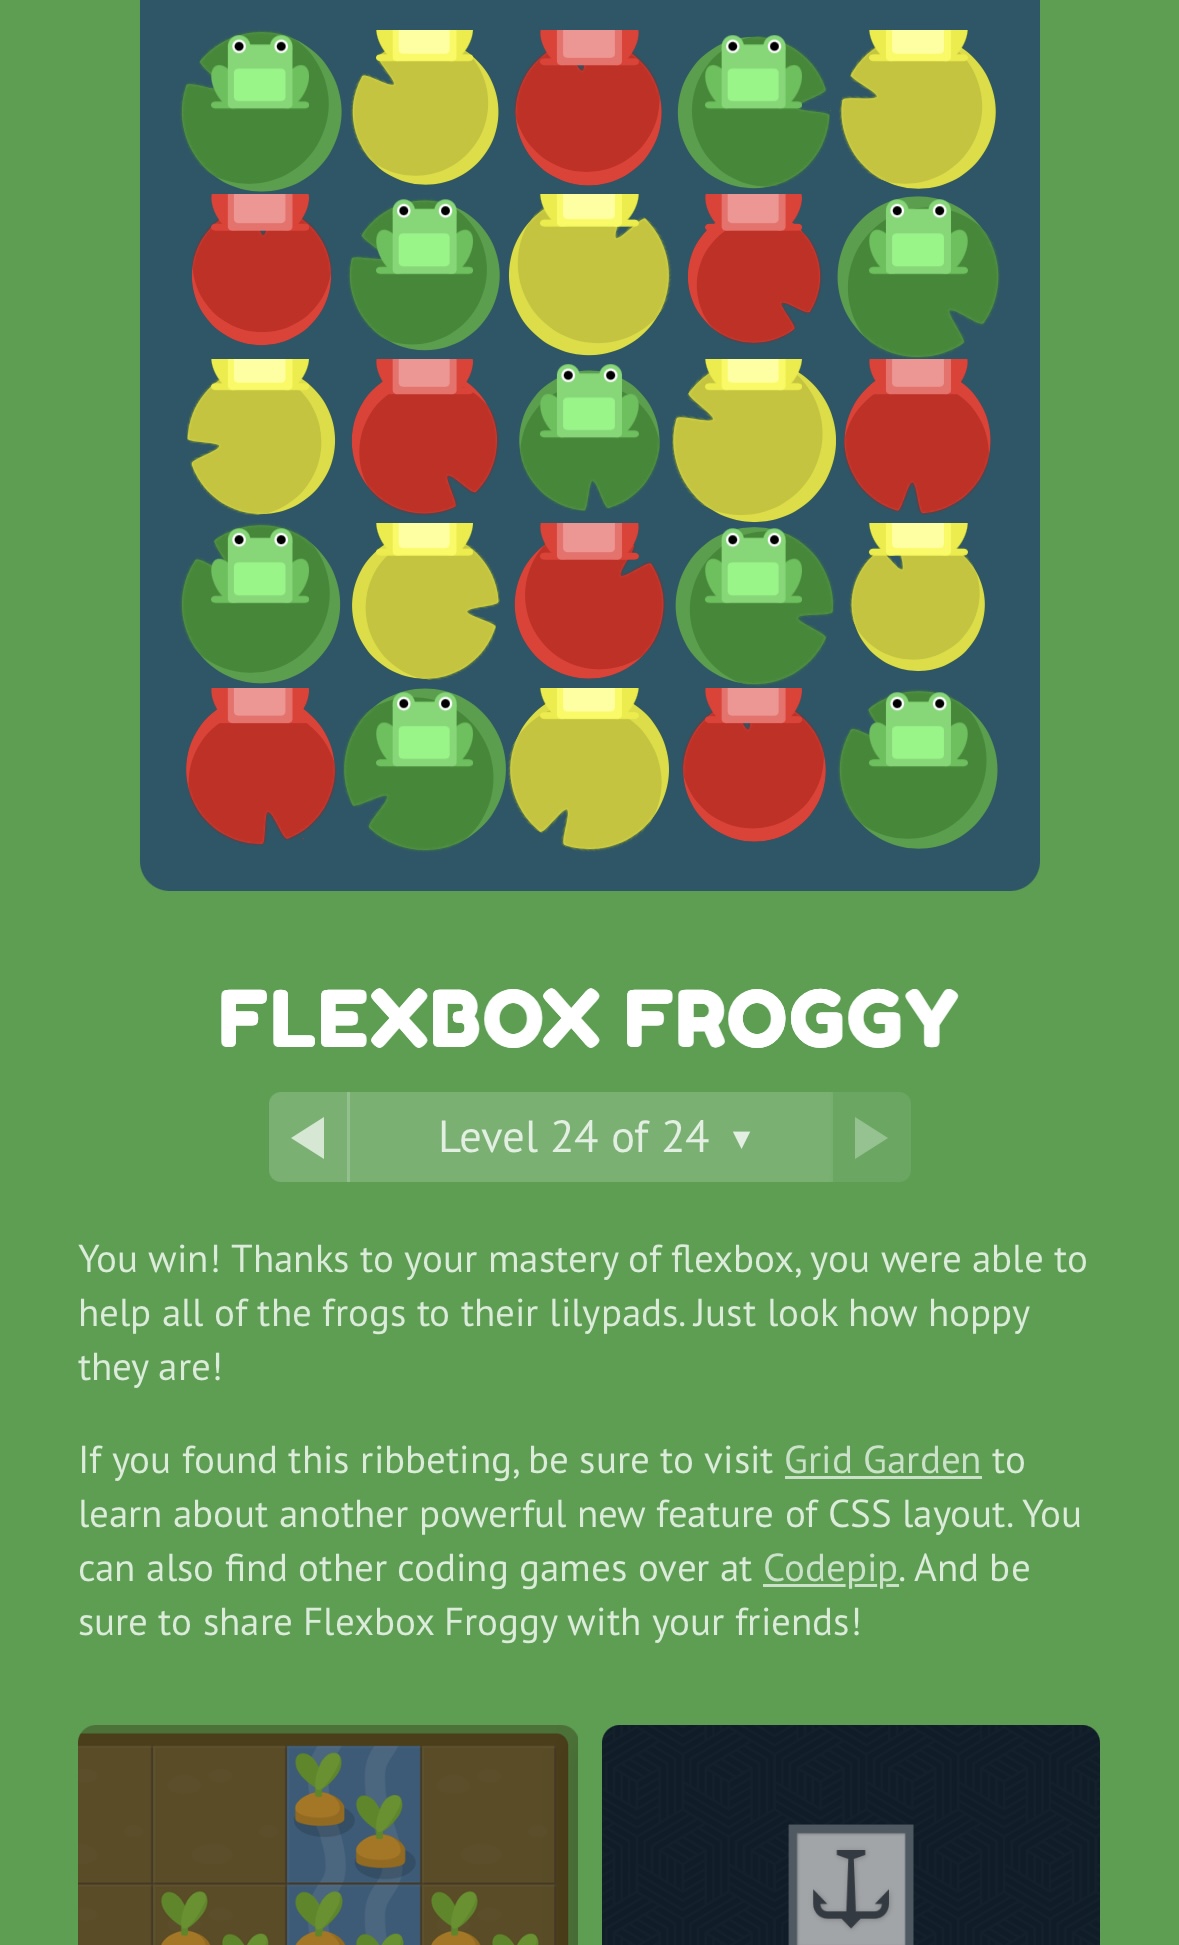 FLEXBOX FROGGY
Level 24 of 24 ▼
You win! Thanks to your mastery of flexbox, you were able to
help all of the frogs to their lilypads. Just look how hoppy
they are!
If you found this ribbeting, be sure to visit Grid Garden to
learn about another powerful new feature of CSS layout. You
can also find other coding games over at Codepip. And be
sure to share Flexbox Froggy with your friends!